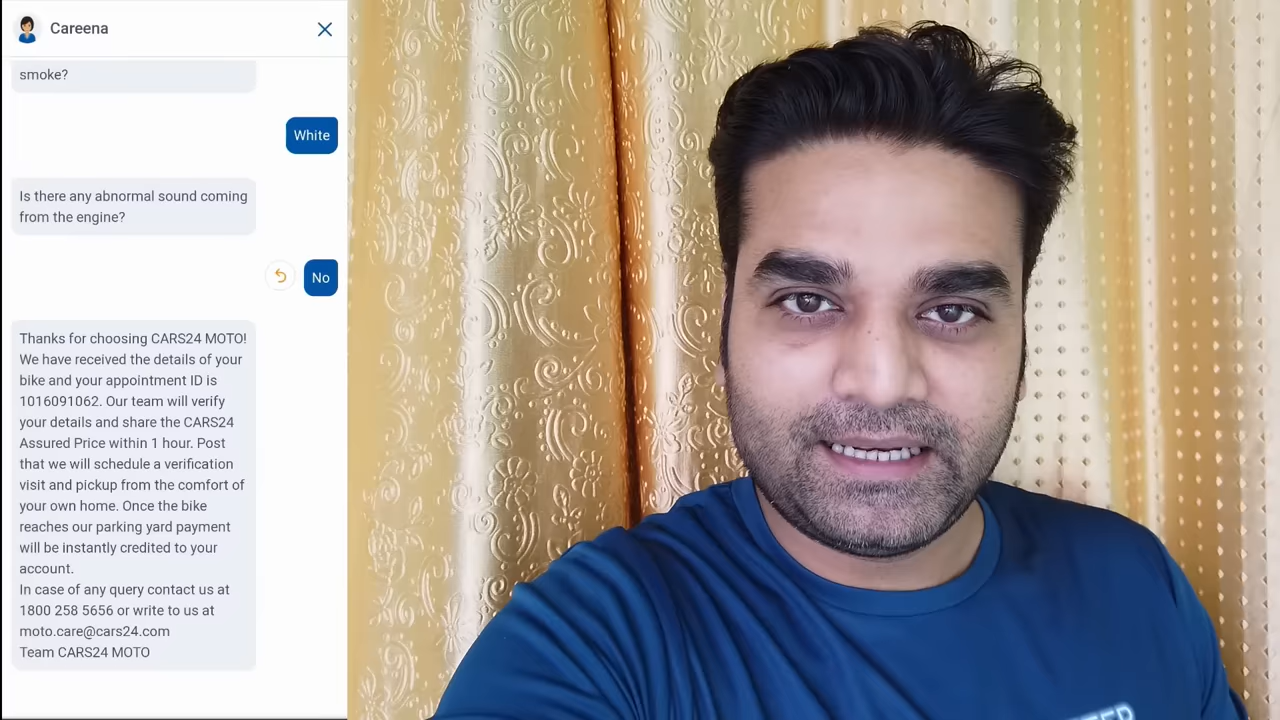 Careena
smoke?
White
Is there any abnormal sound coming
from the engine?
No
Thanks for choosing CARS24 MOTO!
We have received the details of your
bike and your appointment ID is
1016091062. Our team will verify
your details and share the CARS24
Assured Price within 1 hour. Post
that we will schedule a verification
visit and pickup from the comfort of
your own home. Once the bike
reaches our parking yard payment
will be instantly credited to your
account.
In case of any query contact us at
1800 258 5656 or write to us at
moto.care@cars24.com
Team CARS24 MOTO